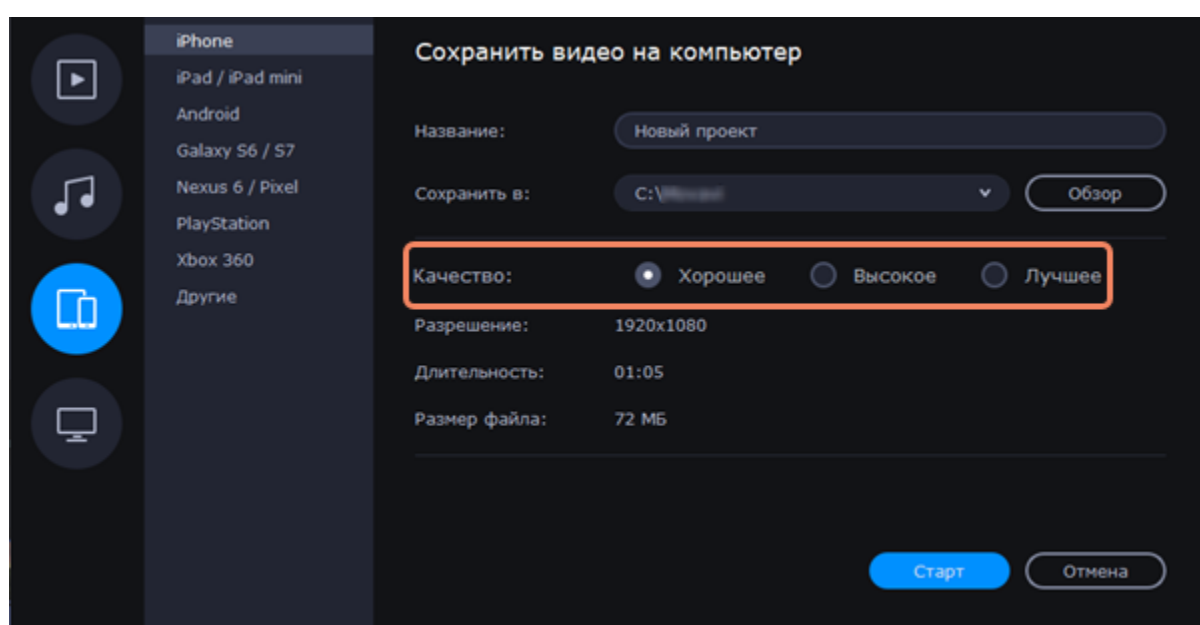 iPhone
iPad / iPad mini
Android
Galaxy S6 / S7
Nexus 6 / Pixel
PlayStation
Xbox 360
Другие
Сохранить видео на компьютер
Название: Новый проект
Сохранить в: C:\ Обзор
Качество: Хорошее Высокое Лучшее
Разрешение: 1920x1080
Длительность: 01:05
Размер файла: 72 МБ
Старт Отмена